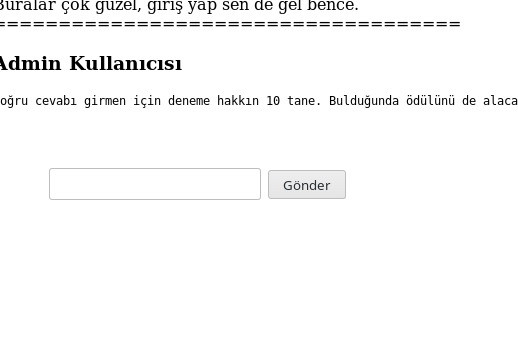 Buralar çok güzel, giriş yap sen de gel bence.
=====================================
Admin Kullanıcısı
oğru cevabı girmen için deneme hakkın 10 tane. Bulduğunda ödülünü de alaca
Gönder